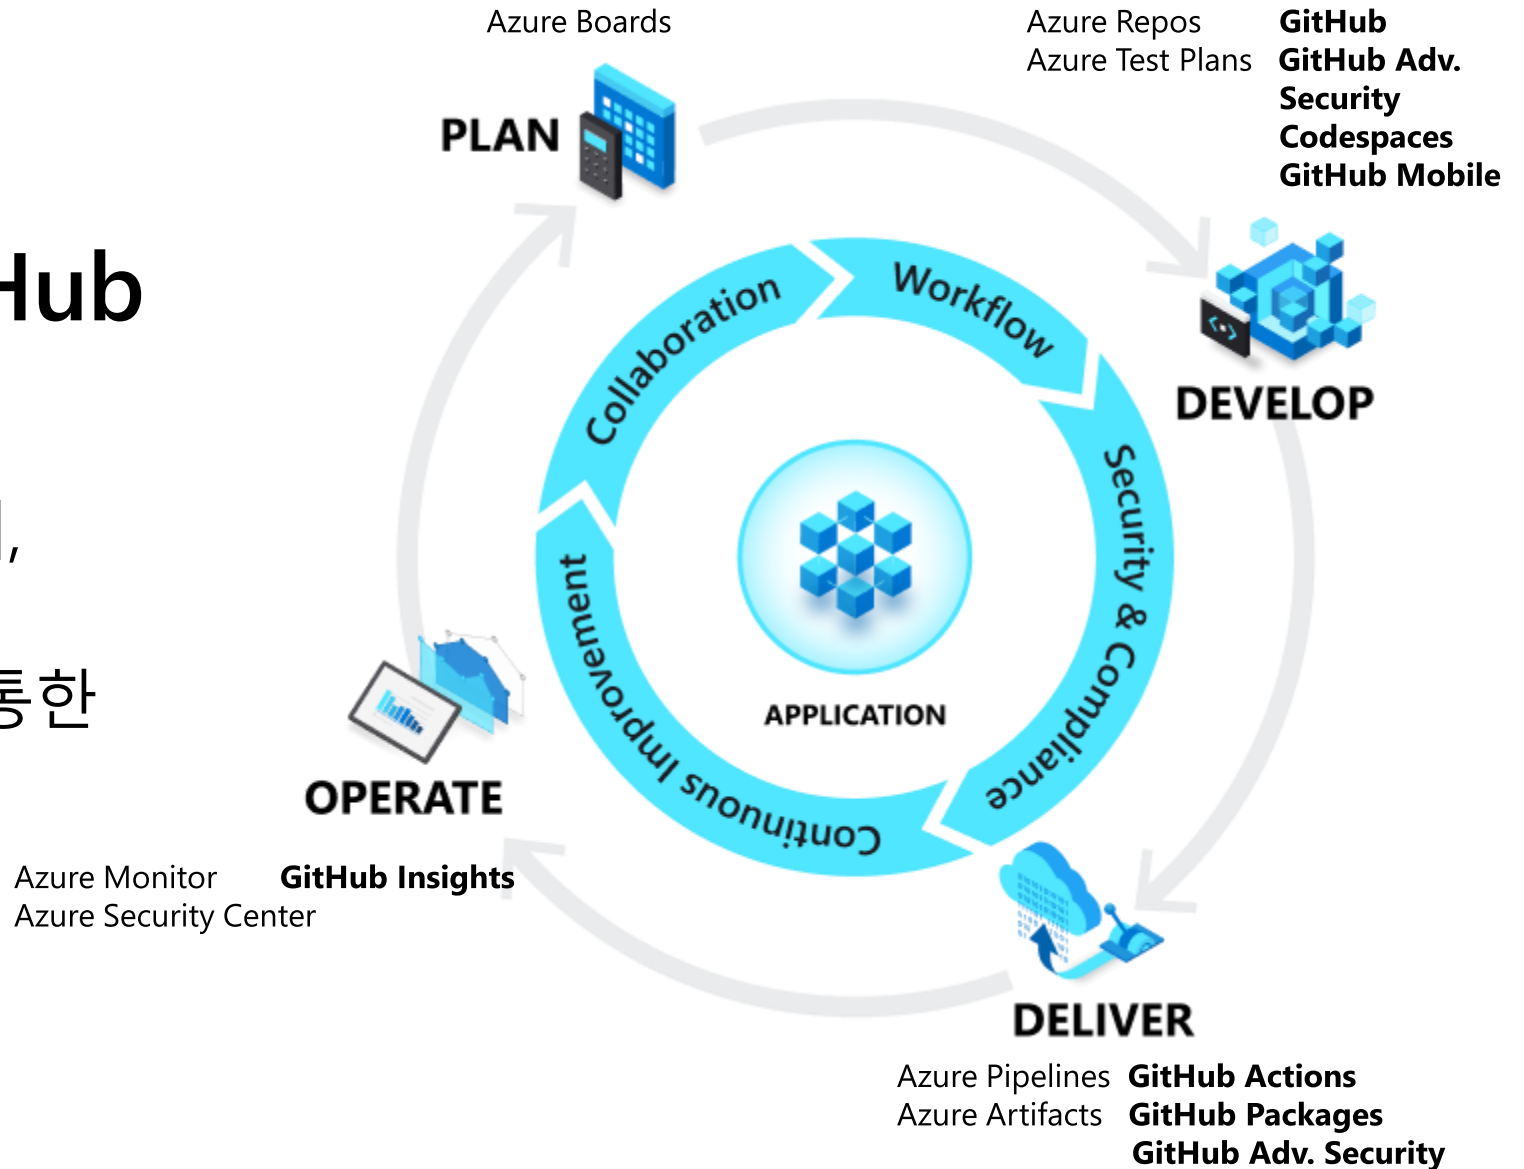 Azure Boards
Azure Repos GitHub
Azure Test Plans GitHub Adv.
Security
Codespaces
GitHub Mobile
PLAN
Hub
Workflow
Collaboration
DEVELOP
Security & Compliance
통한
Continuous Improvement
APPLICATION
OPERATE
Azure Monitor GitHub Insights
Azure Security Center
DELIVER
Azure Pipelines GitHub Actions
Azure Artifacts GitHub Packages
GitHub Adv. Security